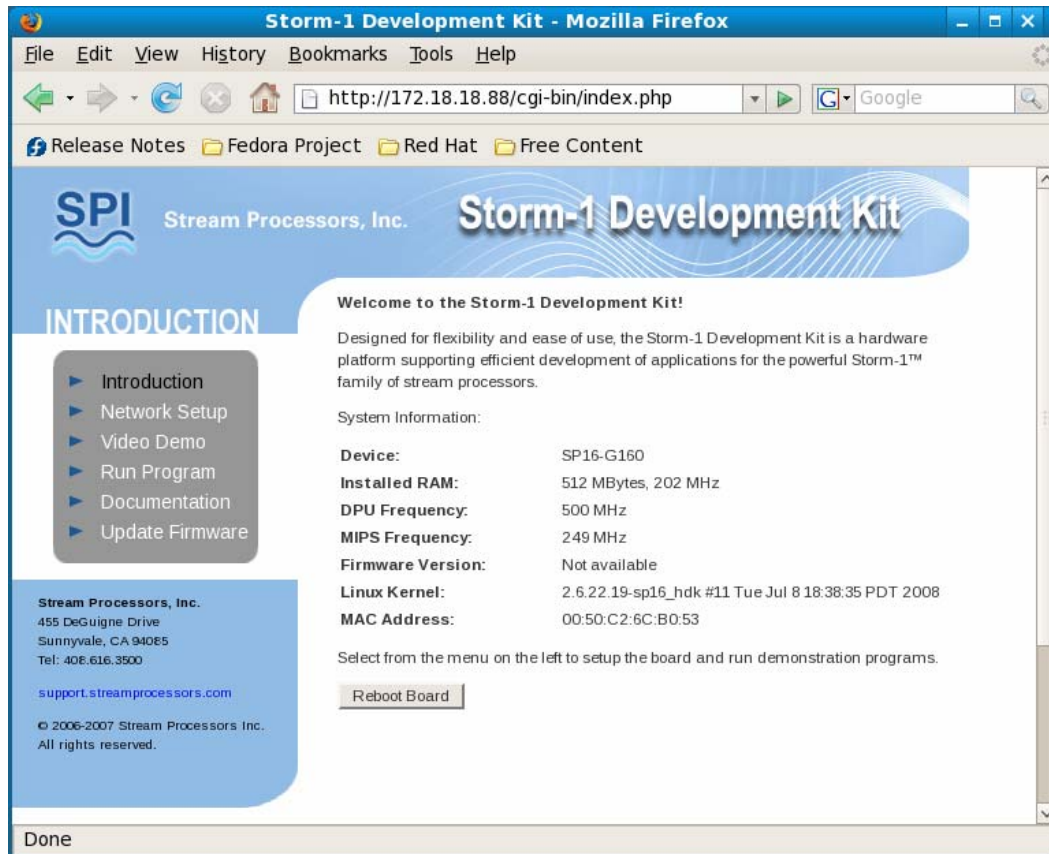 Storm-1 Development Kit - Mozilla Firefox
File Edit View History Bookmarks Tools Help
http://172.18.18.88/cgi-bin/index.php
G Google
Release Notes Fedora Project Red Hat Free Content
SPI Stream Processors, Inc. Storm-1 Development Kit
INTRODUCTION
Introduction
Network Setup
Video Demo
Run Program
Documentation
Update Firmware
Stream Processors, Inc.
455 DeGuigne Drive
Sunnyvale, CA 94085
Tel: 408.616.3500
support.streamprocessors.com
© 2006-2007 Stream Processors Inc.
All rights reserved.
Welcome to the Storm-1 Development Kit!
Designed for flexibility and ease of use, the Storm-1 Development Kit is a hardware
platform supporting efficient development of applications for the powerful Storm-1™
family of stream processors.
System Information:
Device: SP16-G160
Installed RAM: 512 MBytes, 202 MHz
DPU Frequency: 500 MHz
MIPS Frequency: 249 MHz
Firmware Version: Not available
Linux Kernel: 2.6.22.19-sp16_hdk #11 Tue Jul 8 18:38:35 PDT 2008
MAC Address: 00:50:C2:6C:B0:53
Select from the menu on the left to setup the board and run demonstration programs.
Reboot Board
Done